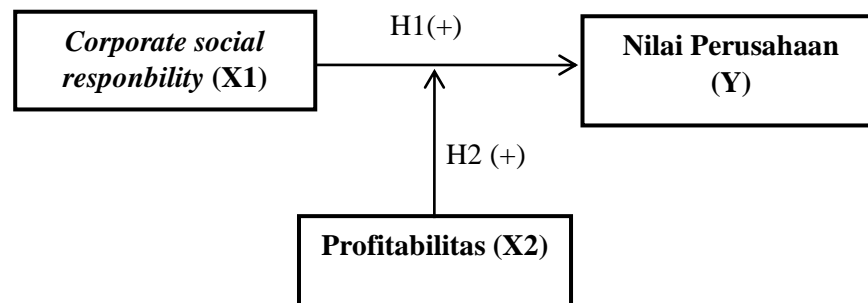 H1(+)
Corporate social
responbility (X1)
Nilai Perusahaan
(Y)
H2 (+)
Profitabilitas (X2)